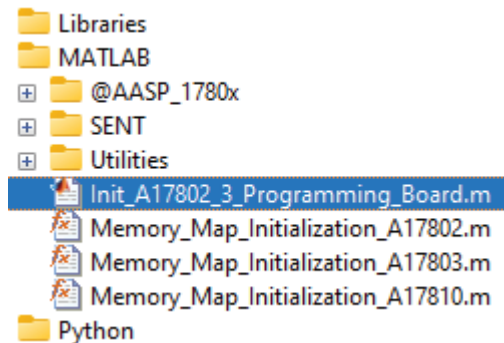 Libraries
MATLAB
@AASP_1780x
SENT
Utilities
Init_A17802_3_Programming_Board.m
Memory_Map_Initialization_A17802.m
Memory_Map_Initialization_A17803.m
Memory_Map_Initialization_A17810.m
Python